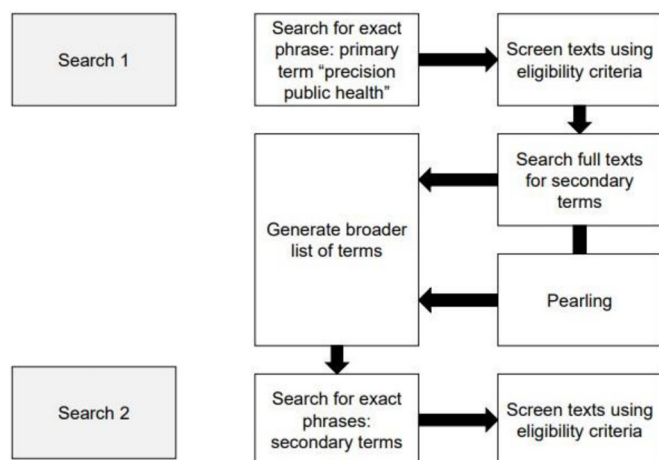 Search 1
Search for exact
phrase: primary
term “precision
public health”
Screen texts using
eligibility criteria
Search full texts
for secondary
terms
Generate broader
list of terms
Pearling
Search 2
Search for exact
phrases:
secondary terms
Screen texts using
eligibility criteria